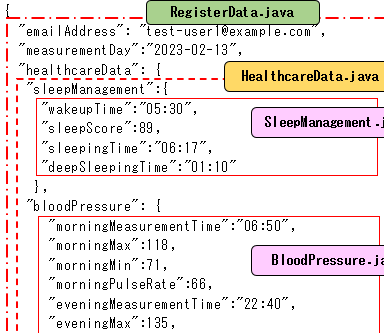 RegisterData.java
{
"emailAddress": "test-user1@example.com",
"measurementDay":"2023-02-13",
"healthcareData": {
HealthcareData.java
"sleepManagement":{
"wakeupTime":"05:30",
"sleepScore":89,
SleepManagement.j
"sleepingTime":"06:17",
"deepSleepingTime":"01:10"
},
"bloodPressure": {
"morningMeasurementTime":"06:50",
"morningMax":118,
"morningMin":71,
BloodPressure.ja
"morningPulseRate":66,
"eveningMeasurementTime":"22:40",
"eveningMax":135,